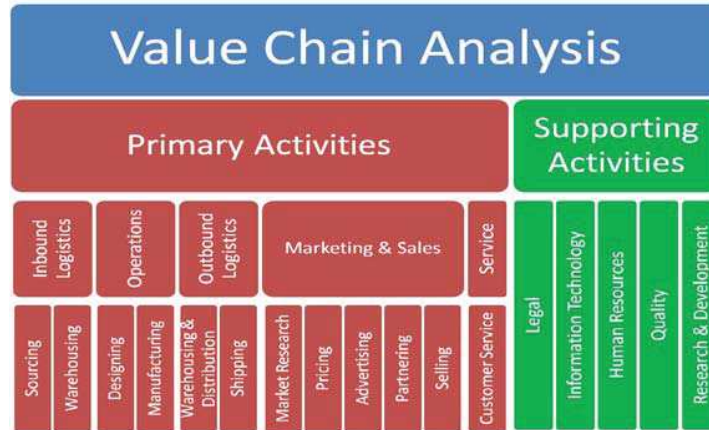 Value Chain Analysis
Primary Activities
Supporting
Activities
Inbound
Logistics
Operations
Outbound
Logistics
Marketing & Sales
Service
Sourcing
Warehousing
Designing
Manufacturing
Warehousing &
Distribution
Shipping
Market Research
Pricing
Advertising
Partnering
Selling
Customer Service
Legal
Information Technology
Human Resources
Quality
Research & Development